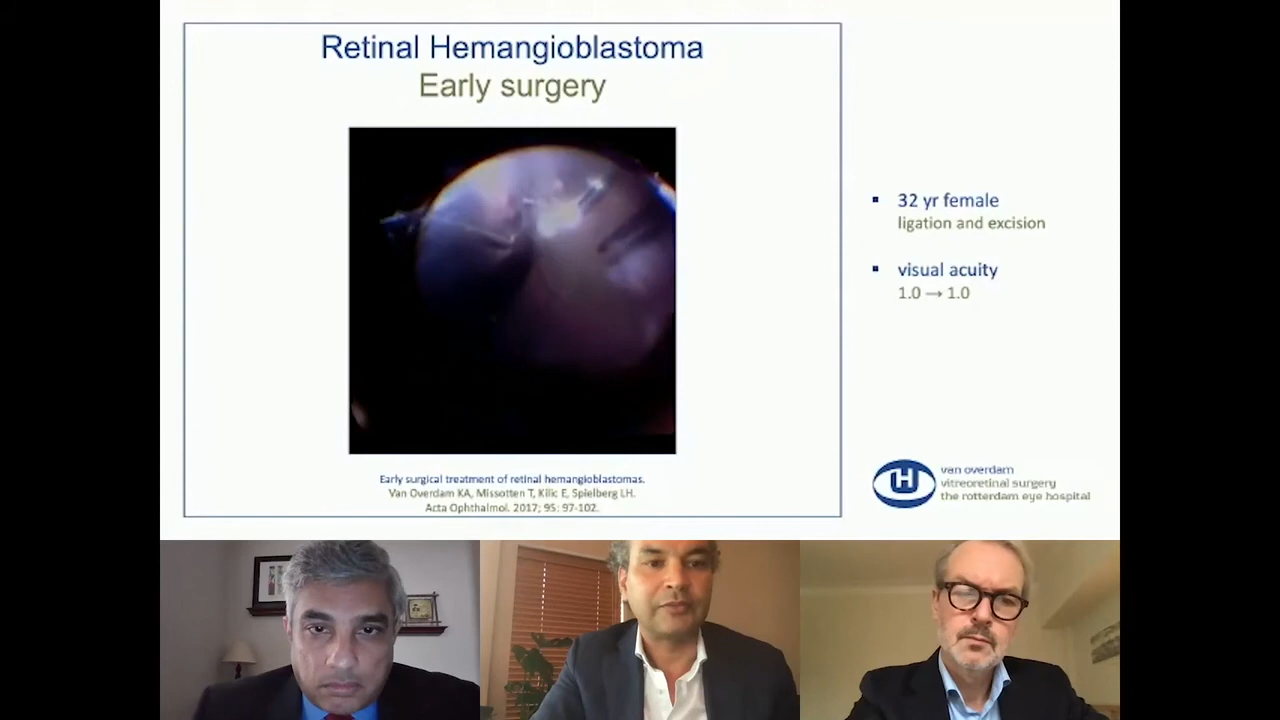 Retinal Hemangioblastoma
Early surgery
32 yr female
ligation and excision
visual acuity
1.0 → 1.0
Early surgical treatment of retinal hemangioblastomas.
Van Overdam KA, Missotten T, Kilic E, Spielberg LH.
Acta Ophthalmol. 2017; 95: 97-102.
van overdam
vitreoretinal surgery
the rotterdam eye hospital